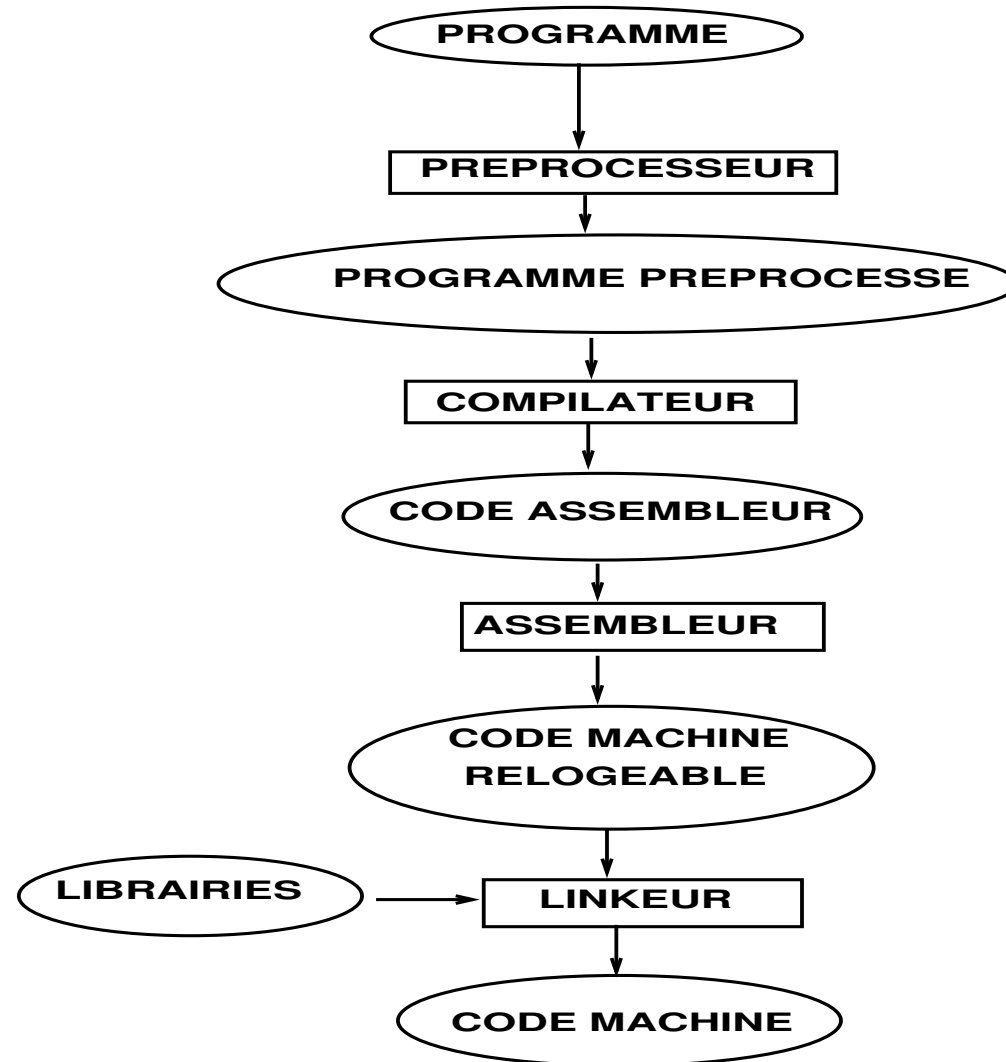 PROGRAMME
PREPROCESSEUR
PROGRAMME PREPROCESSE
COMPILATEUR
CODE ASSEMBLEUR
ASSEMBLEUR
CODE MACHINE
RELOGEABLE
LIBRAIRIES
LINKEUR
CODE MACHINE